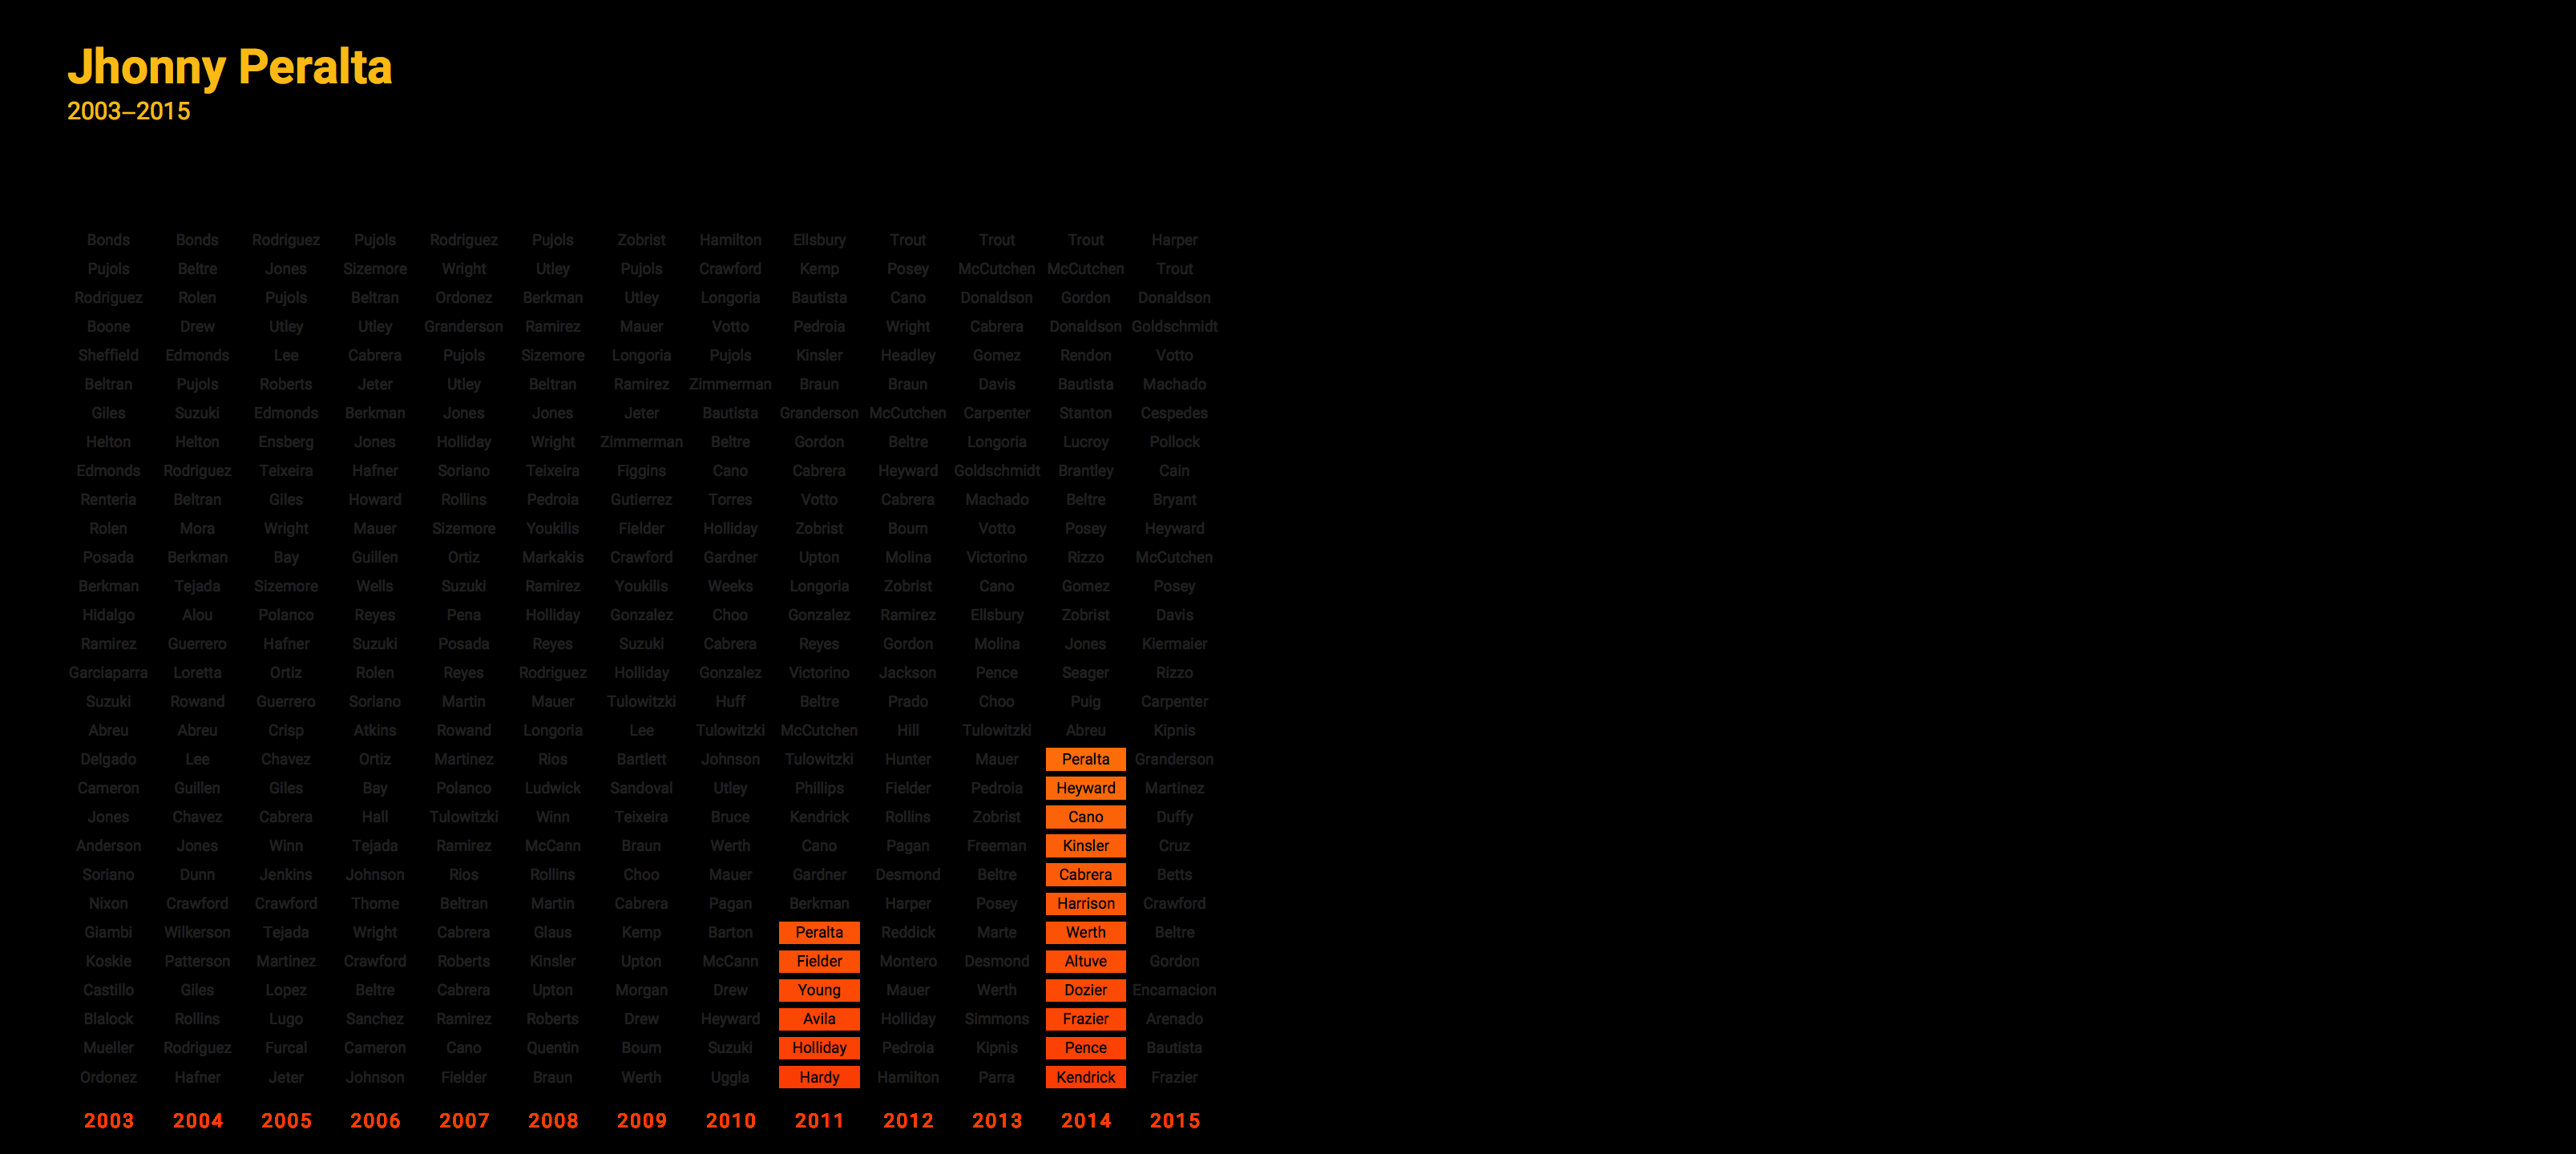 Jhonny Peralta
2003–2015
Bonds Bonds Rodriguez Pujols Rodriguez Pujols Zobrist Hamilton Ellsbury Trout Trout Trout Harper
Pujols Beltre Jones Sizemore Wright Utley Pujols Crawford Kemp Posey McCutchen McCutchen Trout
Rodriguez Rolen Pujols Beltran Ordonez Berkman Utley Longoria Bautista Cano Donaldson Gordon Donaldson
Boone Drew Utley Utley Granderson Ramirez Mauer Votto Pedroia Wright Cabrera Donaldson Goldschmidt
Sheffield Edmonds Lee Cabrera Pujols Sizemore Longoria Pujols Kinsler Headley Gomez Rendon Votto
Beltran Pujols Roberts Jeter Utley Beltran Ramirez Zimmerman Braun Braun Davis Bautista Machado
Giles Suzuki Edmonds Berkman Jones Jones Jeter Bautista Granderson McCutchen Carpenter Stanton Cespedes
Helton Helton Ensberg Jones Holliday Wright Zimmerman Beltre Gordon Beltre Longoria Lucroy Pollock
Edmonds Rodriguez Teixeira Hafner Soriano Teixeira Figgins Cano Cabrera Heyward Goldschmidt Brantley Cain
Renteria Beltran Giles Howard Rollins Pedroia Gutierrez Torres Votto Cabrera Machado Beltre Bryant
Rolen Mora Wright Mauer Sizemore Youkilis Fielder Holliday Zobrist Bourn Votto Posey Heyward
Posada Berkman Bay Guillen Ortiz Markakis Crawford Gardner Upton Molina Victorino Rizzo McCutchen
Berkman Tejada Sizemore Wells Suzuki Ramirez Youkilis Weeks Longoria Zobrist Cano Gomez Posey
Hidalgo Alou Polanco Reyes Pena Holliday Gonzalez Choo Gonzalez Ramirez Ellsbury Zobrist Davis
Ramirez Guerrero Hafner Suzuki Posada Reyes Suzuki Cabrera Reyes Gordon Molina Jones Kiermaier
Garciaparra Loretta Ortiz Rolen Reyes Rodriguez Holliday Gonzalez Victorino Jackson Pence Seager Rizzo
Suzuki Rowand Guerrero Soriano Martin Mauer Tulowitzki Huff Beltre Prado Choo Puig Carpenter
Abreu Abreu Crisp Atkins Rowand Longoria Lee Tulowitzki McCutchen Hill Tulowitzki Abreu Kipnis
Delgado Lee Chavez Ortiz Martinez Rios Bartlett Johnson Tulowitzki Hunter Mauer Peralta Granderson
Cameron Guillen Giles Bay Polanco Ludwick Sandoval Utley Phillips Fielder Pedroia Heyward Martinez
Jones Chavez Cabrera Hall Tulowitzki Winn Teixeira Bruce Kendrick Rollins Zobrist Cano Duffy
Anderson Jones Winn Tejada Ramirez McCann Braun Werth Cano Pagan Freeman Kinsler Cruz
Soriano Dunn Jenkins Johnson Rios Rollins Choo Mauer Gardner Desmond Beltre Cabrera Betts
Nixon Crawford Crawford Thome Beltran Martin Cabrera Pagan Berkman Harper Posey Harrison Crawford
Giambi Wilkerson Tejada Wright Cabrera Glaus Kemp Barton Peralta Reddick Marte Werth Beltre
Koskie Patterson Martinez Crawford Roberts Kinsler Upton McCann Fielder Montero Desmond Altuve Gordon
Castillo Giles Lopez Beltre Cabrera Upton Morgan Drew Young Mauer Werth Dozier Encarnacion
Blalock Rollins Lugo Sanchez Ramirez Roberts Drew Heyward Avila Holliday Simmons Frazier Arenado
Mueller Rodriguez Furcal Cameron Cano Quentin Bourn Suzuki Holliday Pedroia Kipnis Pence Bautista
Ordonez Hafner Jeter Johnson Fielder Braun Werth Uggla Hardy Hamilton Parra Kendrick Frazier
2003 2004 2005 2006 2007 2008 2009 2010 2011 2012 2013 2014 2015